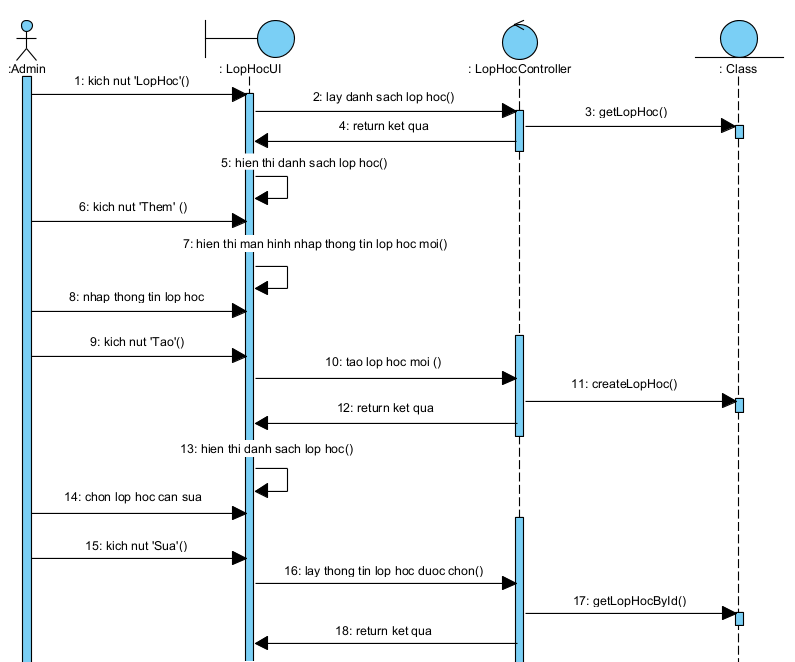 :Admin
: LopHocUI
: LopHocController
: Class
1: kich nut 'LopHoc'()
2: lay danh sach lop hoc()
3: getLopHoc()
4: return ket qua
5: hien thi danh sach lop hoc()
6: kich nut 'Them' ()
7: hien thi man hinh nhap thong tin lop hoc moi()
8: nhap thong tin lop hoc
9: kich nut 'Tao'()
10: tao lop hoc moi ()
11: createLopHoc()
12: return ket qua
13: hien thi danh sach lop hoc()
14: chon lop hoc can sua
15: kich nut 'Sua'()
16: lay thong tin lop hoc duoc chon()
17: getLopHocById()
18: return ket qua